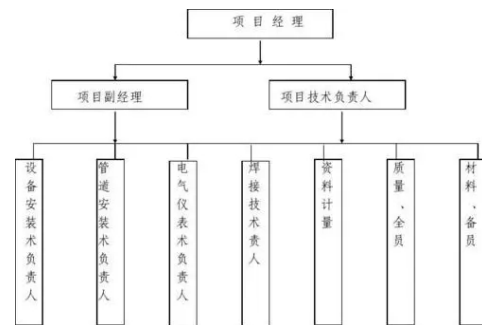 项 目 经 理
项目副经理
项目技术负责人
设备安装术负责人
管道安装术负责人
电气仪表术负责人
焊接技术责人
资料计量
质量、全员
材料、备员